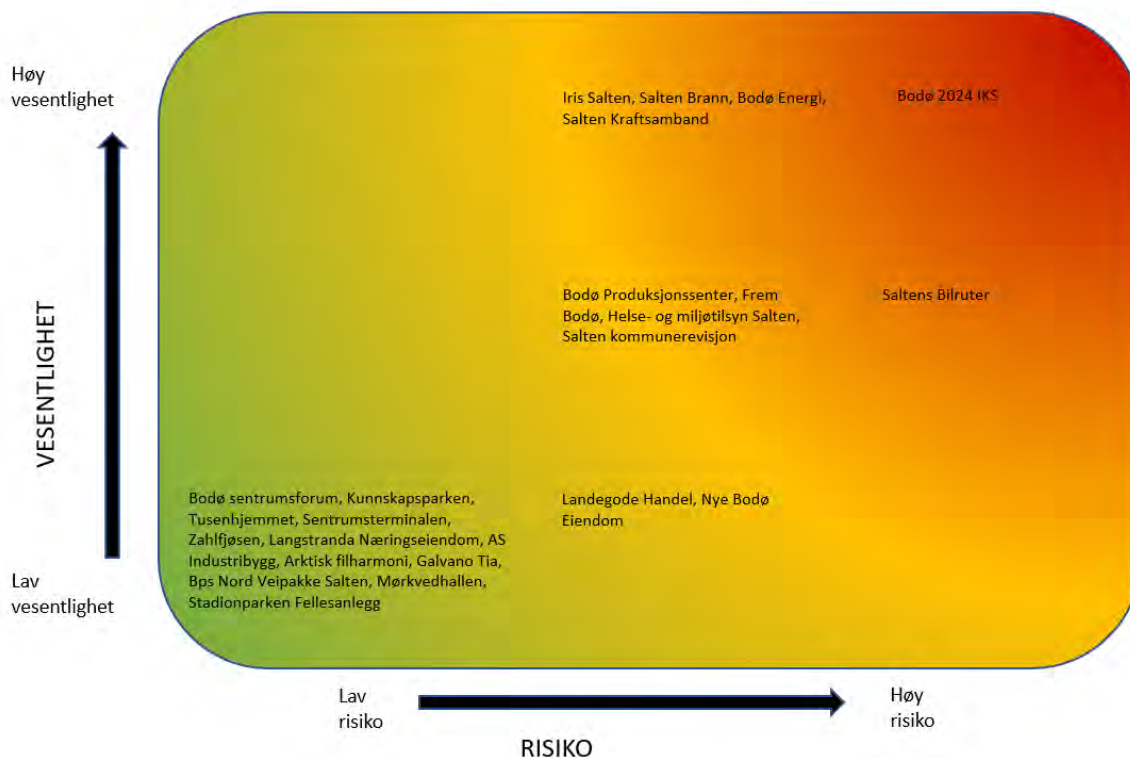 Høy
vesentlighet
Iris Salten, Salten Brann, Bodø Energi,
Salten Kraftsamband
Bodø 2024 IKS
VESENTLIGHET
Bodø Produksjonssenter, Frem
Bodø, Helse- og miljøtilsyn Salten,
Salten kommunerevisjon
Saltens Bilruter
Bodø sentrumsforum, Kunnskapsparken,
Tusenhjemmet, Sentrumsterminalen,
Zahlfjøsen, Langstranda Næringseiendom, AS
Industribygg, Arktisk filharmoni, Galvano Tia,
Bps Nord Veipakke Salten, Mørkvedhallen,
Stadionparken Fellesanlegg
Landegode Handel, Nye Bodø
Eiendom
Lav
vesentlighet
Lav
risiko
Høy
risiko
RISIKO